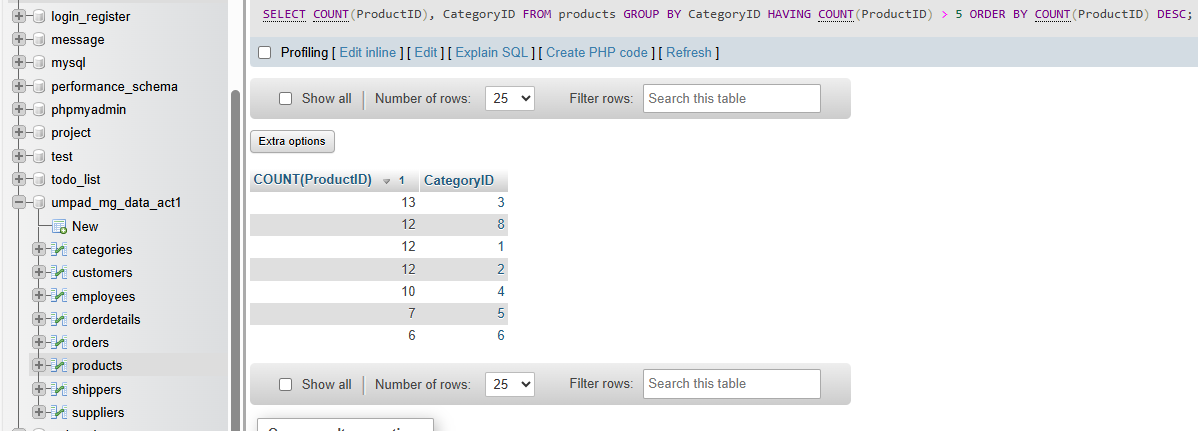 login_register
message
mysql
performance_schema
phpmyadmin
project
test
todo_list
umpad_mg_data_act1
New
categories
customers
employees
orderdetails
orders
products
shippers
suppliers
SELECT COUNT(ProductID), CategoryID FROM products GROUP BY CategoryID HAVING COUNT(ProductID) > 5 ORDER BY COUNT(ProductID) DESC;
Profiling [ Edit inline ] [ Edit ] [ Explain SQL ] [ Create PHP code ] [ Refresh ]
Show all Number of rows: 25 Filter rows: Search this table
Extra options
COUNT(ProductID) 1 CategoryID
13 3
12 8
12 1
12 2
10 4
7 5
6 6
Show all Number of rows: 25 Filter rows: Search this table